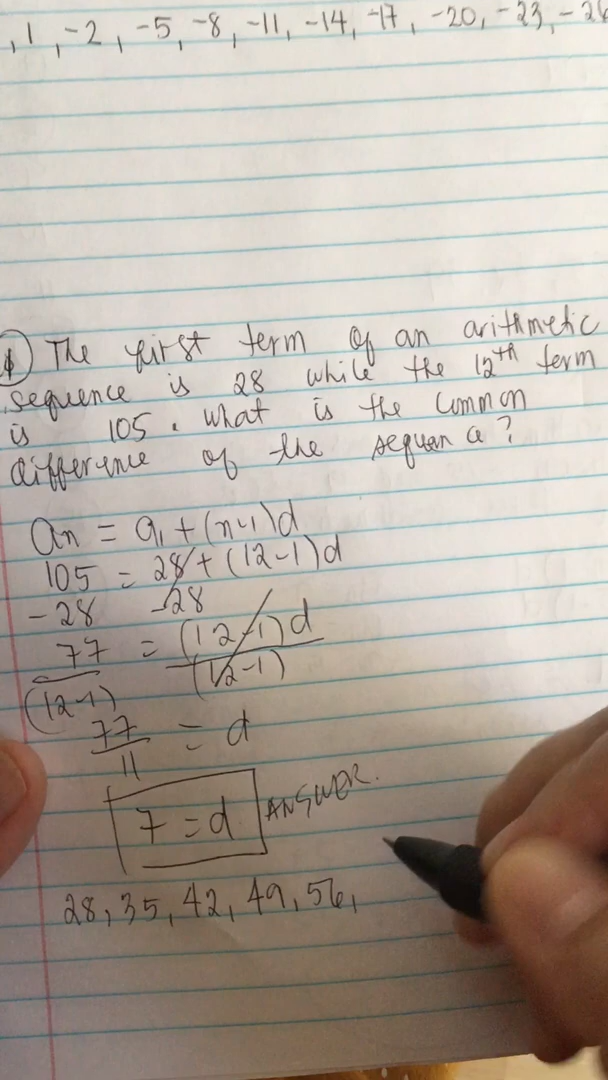 , 1, -2, -5, -8, -11, -14, -17, -20, -23, -26
The first term of an arithmetic
sequence is 28 while the 12th term
is 105. What is the common
difference of the sequence?
an = a1 + (n-1)d
105 = 28 + (12-1)d
-28 -28
77 = (12-1)d
(12-1) (12-1)
77 = d
11
7 = d ANSWER.
28, 35, 42, 49, 56,